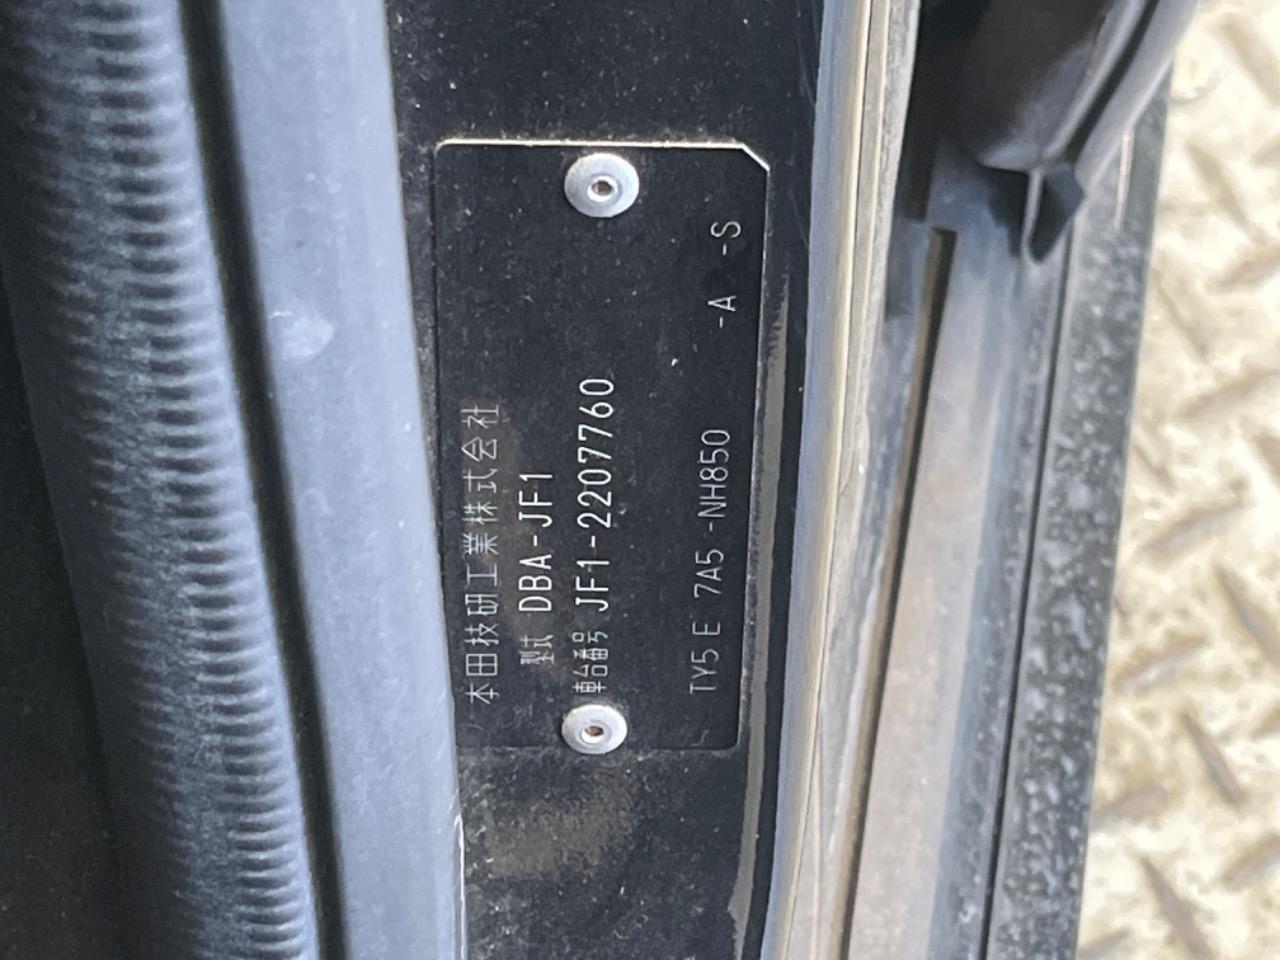 本田技研工業株式会社
型式 DBA-JF1
車台番号 JF1-2207760
TY5E 7A5-NH850 -A -S